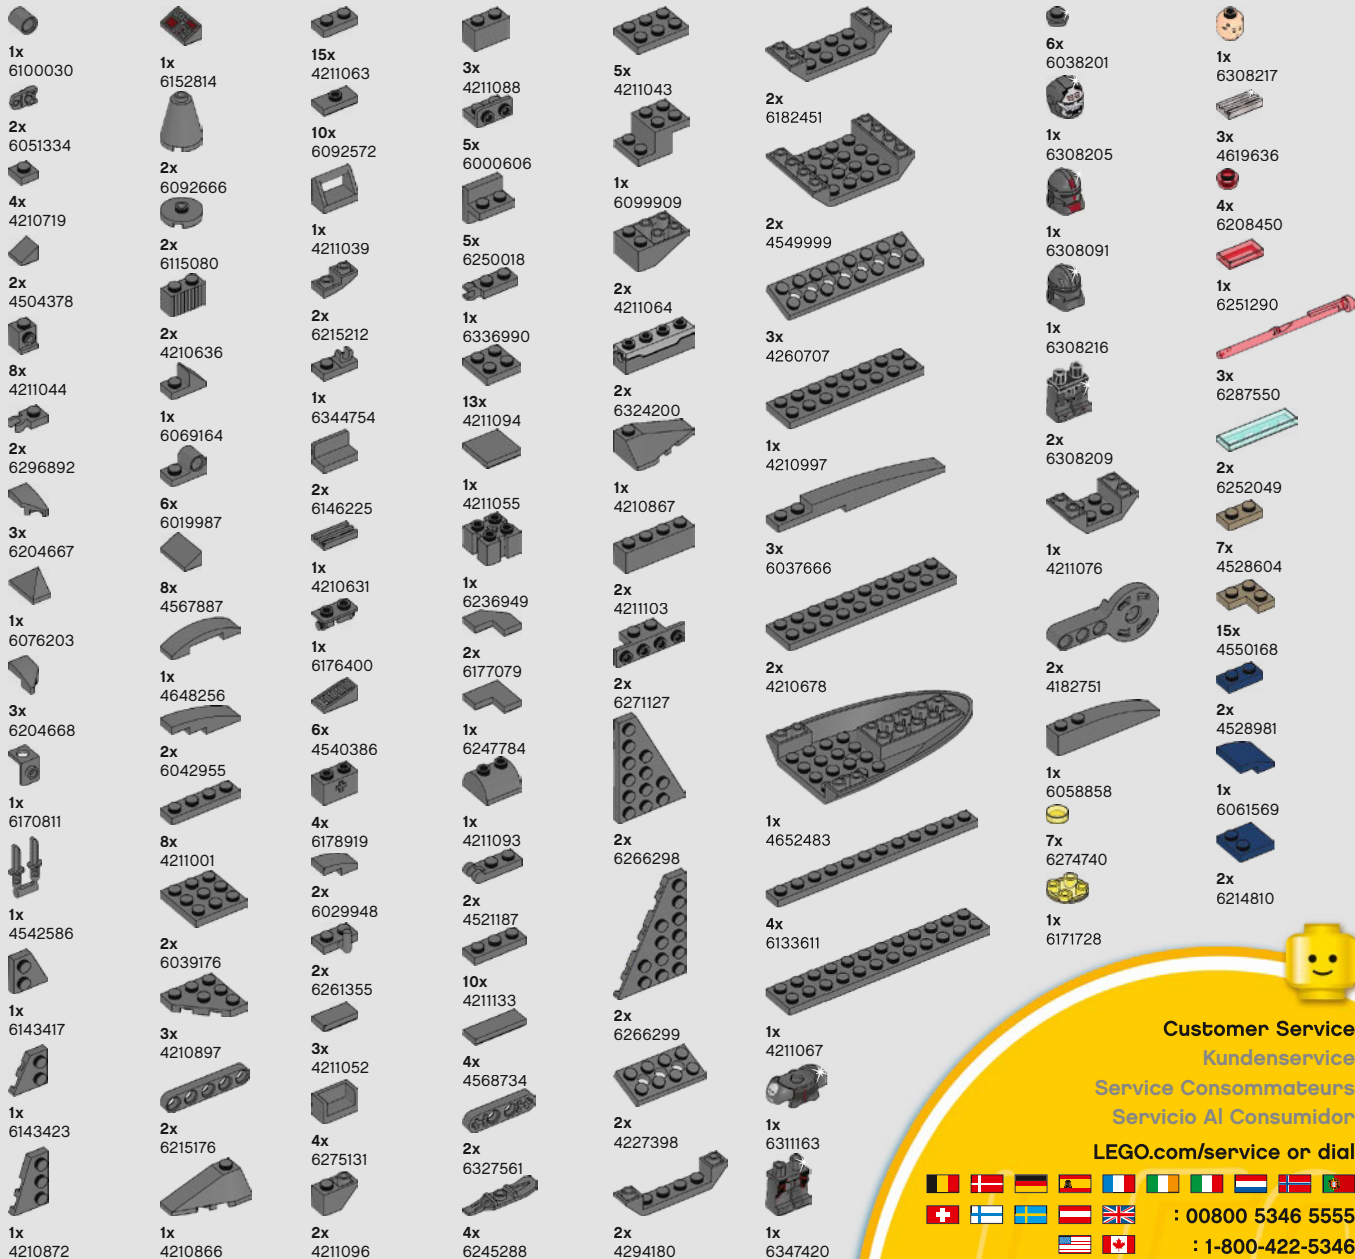 1x
6100030
2x
6051334
4x
4210719
2x
4504378
8x
4211044
2x
6296892
3x
6204667
1x
6076203
3x
6204668
1x
6170811
1x
4542586
1x
6143417
1x
6143423
1x
4210872
1x
6152814
2x
6092666
2x
6115080
2x
4210636
1x
6069164
6x
6019987
8x
4567887
1x
4648256
2x
6042955
8x
4211001
2x
6039176
3x
4210897
2x
6215176
1x
4210866
15x
4211063
10x
6092572
1x
4211039
2x
6215212
1x
6344754
2x
6146225
1x
4210631
1x
6176400
6x
4540386
4x
6178919
2x
6029948
2x
6261355
3x
4211052
4x
6275131
2x
4211096
3x
4211088
5x
6000606
5x
6250018
1x
6336990
13x
4211094
1x
4211055
1x
6236949
2x
6177079
1x
6247784
1x
4211093
2x
4521187
10x
4211133
4x
4568734
2x
6327561
4x
6245288
5x
4211043
1x
6099909
2x
4211064
2x
6324200
1x
4210867
2x
4211103
2x
6271127
2x
6266298
2x
6266299
2x
4227398
2x
4294180
2x
6182451
2x
4549999
3x
4260707
1x
4210997
3x
6037666
2x
4210678
1x
4652483
4x
6133611
1x
4211067
1x
6311163
1x
6347420
6x
6038201
1x
6308205
1x
6308091
1x
6308216
2x
6308209
1x
4211076
2x
4182751
1x
6058858
7x
6274740
1x
6171728
1x
6308217
3x
4619636
4x
6208450
1x
6251290
3x
6287550
2x
6252049
7x
4528604
15x
4550168
2x
4528981
1x
6061569
2x
6214810
Customer Service
Kundenservice
Service Consommateurs
Servicio Al Consumidor
LEGO.com/service or dial
: 00800 5346 5555
: 1-800-422-5346